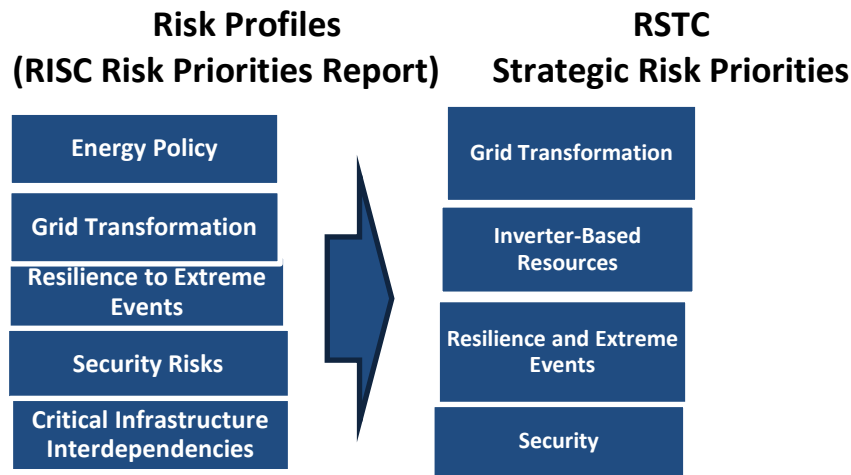 Risk Profiles
(RISC Risk Priorities Report)
Energy Policy
Grid Transformation
Resilience to Extreme
Events
Security Risks
Critical Infrastructure
Interdependencies
RSTC
Strategic Risk Priorities
Grid Transformation
Inverter-Based
Resources
Resilience and Extreme
Events
Security